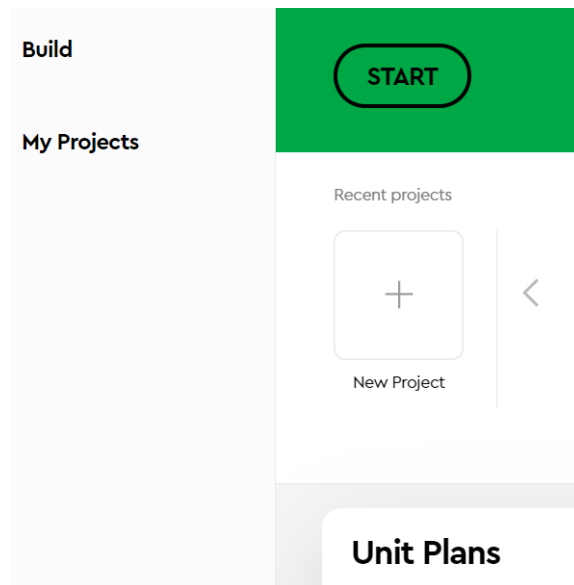 Build
My Projects
START
Recent projects
New Project
Unit Plans